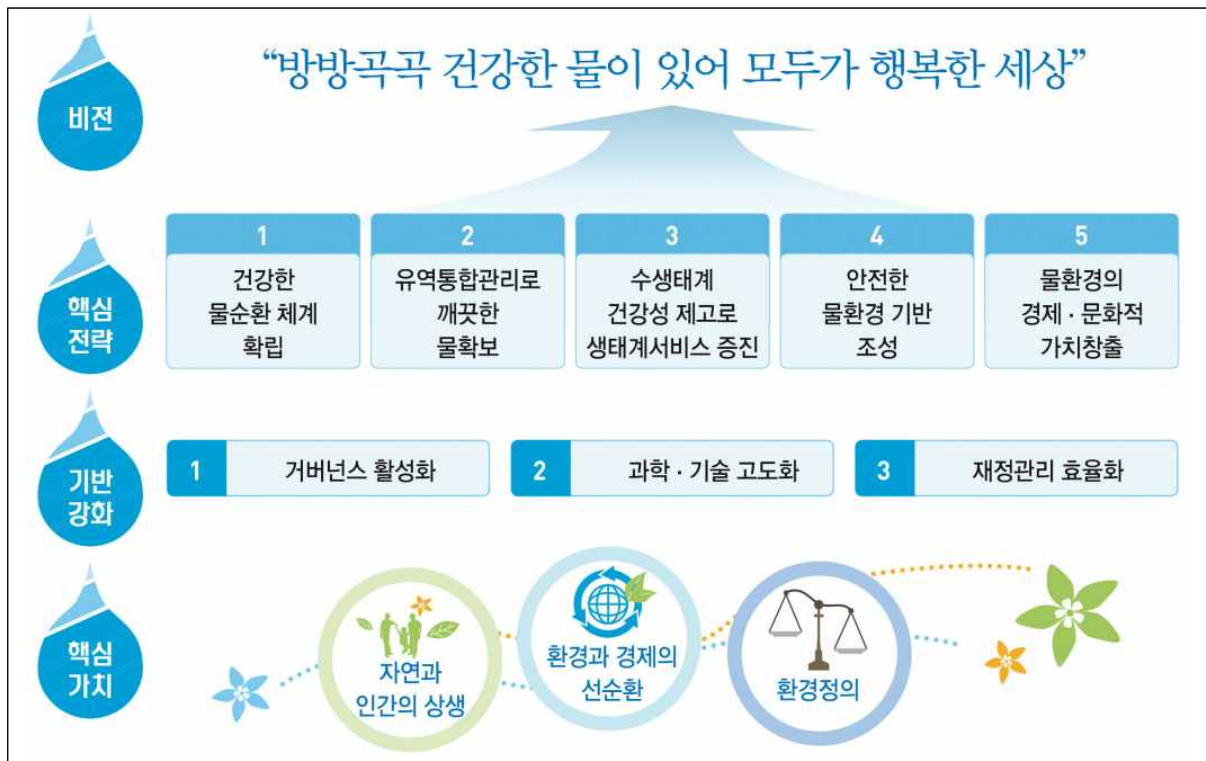 비전
“방방곡곡 건강한 물이 있어 모두가 행복한 세상”
핵심
전략
1
건강한
물순환 체계
확립
2
유역통합관리로
깨끗한
물확보
3
수생태계
건강성 제고로
생태계서비스 증진
4
안전한
물환경 기반
조성
5
물환경의
경제 · 문화적
가치창출
기반
강화
1 거버넌스 활성화
2 과학 · 기술 고도화
3 재정관리 효율화
핵심
가치
자연과
인간의 상생
환경과 경제의
선순환
환경정의